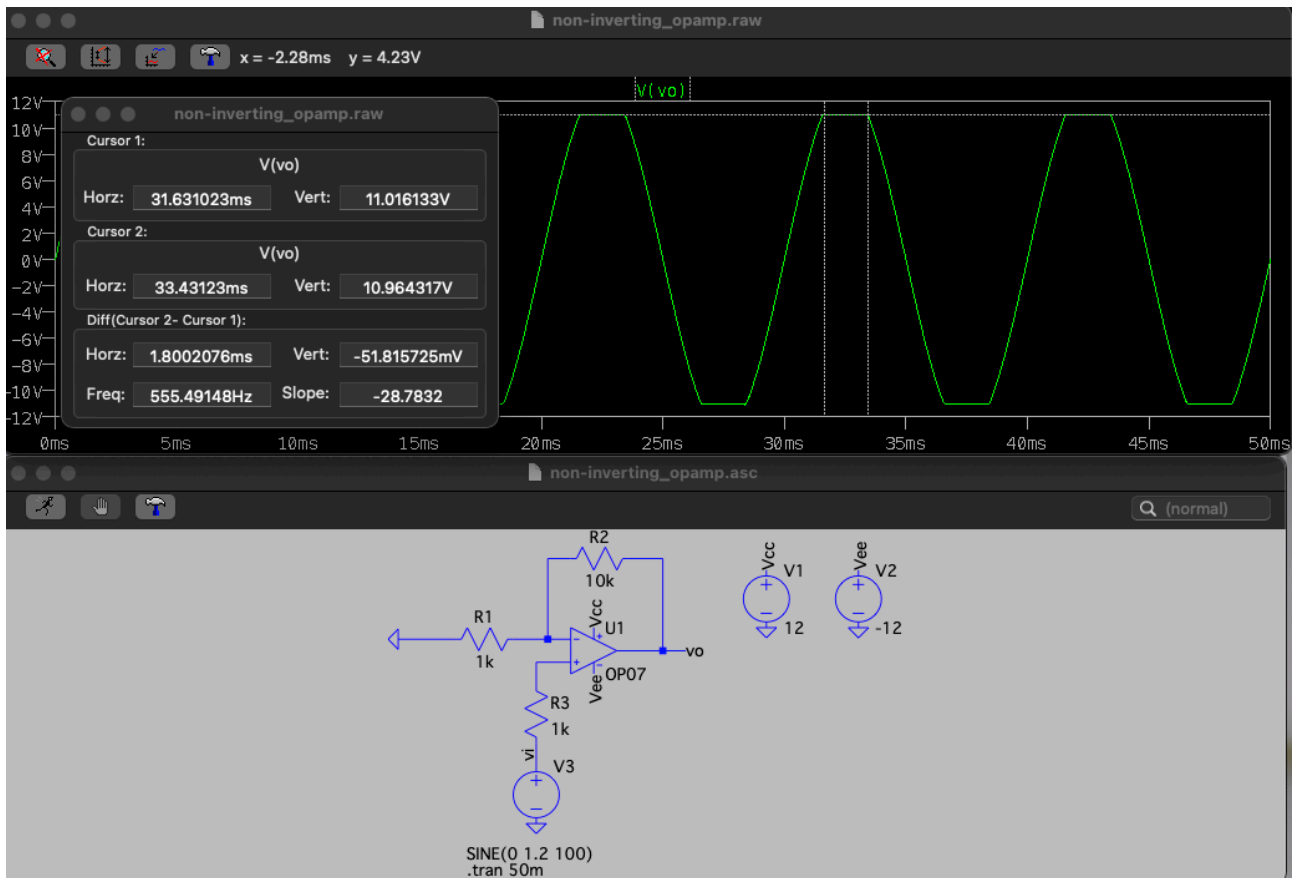 non-inverting_opamp.raw
x = -2.28ms y = 4.23V
V(vo)
12V
10V
8V
6V
4V
2V
0V
-2V
-4V
-6V
-8V
-10V
-12V
non-inverting_opamp.raw
Cursor 1:
V(vo)
Horz: 31.631023ms Vert: 11.016133V
Cursor 2:
V(vo)
Horz: 33.43123ms Vert: 10.964317V
Diff(Cursor 2- Cursor 1):
Horz: 1.8002076ms Vert: -51.815725mV
Freq: 555.49148Hz Slope: -28.7832
0ms 5ms 10ms 15ms 20ms 25ms 30ms 35ms 40ms 45ms 50ms
non-inverting_opamp.asc
(normal)
R2
10k
R1
1k
Vcc
U1
OP07
Vee
vo
R3
1k
vi
V3
SINE(0 1.2 100)
.tran 50m
Vcc
V1
12
Vee
V2
-12